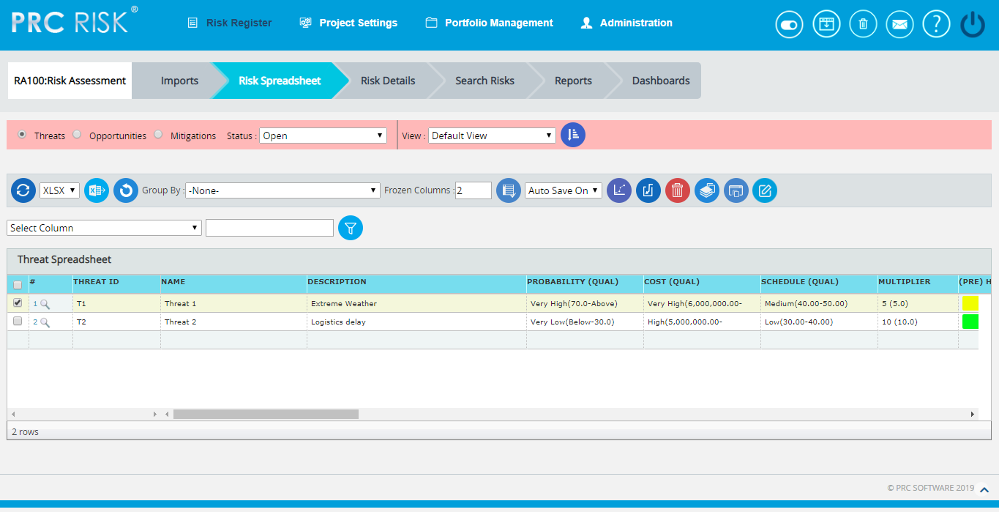 PRC RISK®
Risk Register Project Settings Portfolio Management Administration ?
RA100:Risk Assessment Imports Risk Spreadsheet Risk Details Search Risks Reports Dashboards
Threats Opportunities Mitigations Status : Open View : Default View
XLSX Group By : -None- Frozen Columns : 2 Auto Save On
Select Column
Threat Spreadsheet
# THREAT ID NAME DESCRIPTION PROBABILITY (QUAL) COST (QUAL) SCHEDULE (QUAL) MULTIPLIER (PRE) H
1 T1 Threat 1 Extreme Weather Very High(70.0-Above) Very High(6,000,000.00- Medium(40.00-50.00) 5 (5.0)
2 T2 Threat 2 Logistics delay Very Low(Below-30.0) High(5,000,000.00- Low(30.00-40.00) 10 (10.0)
2 rows
© PRC SOFTWARE 2019